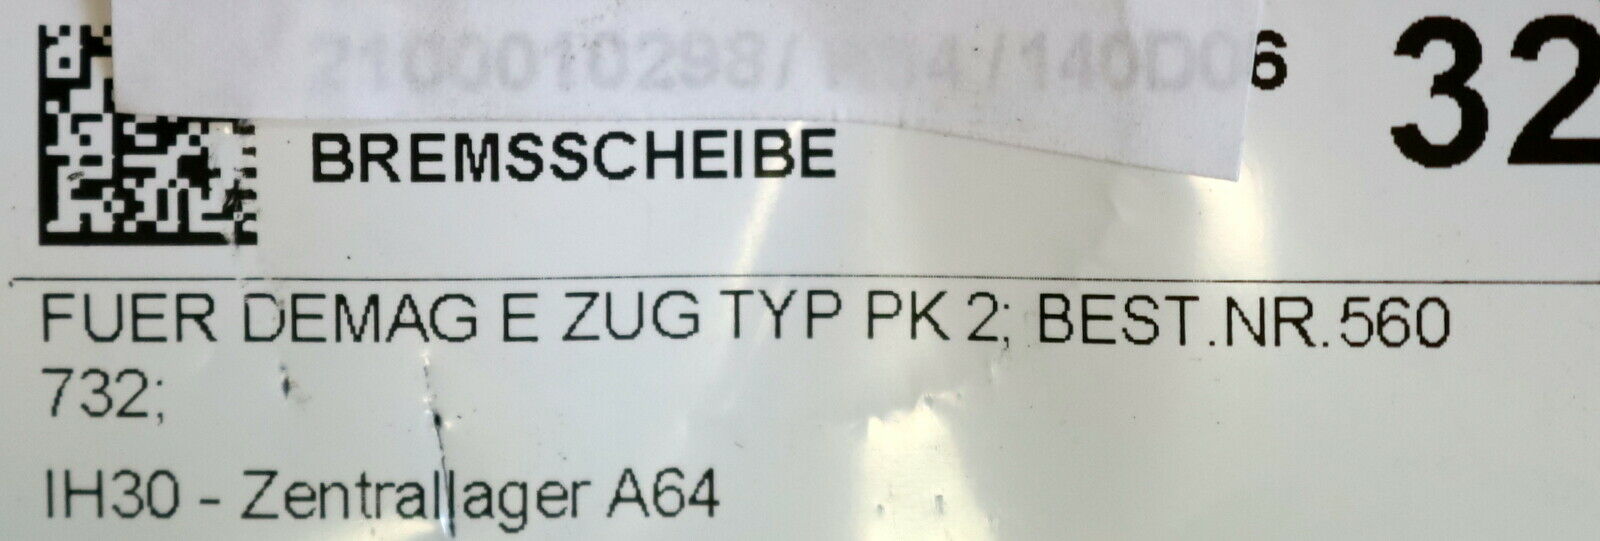 32
BREMSSCHEIBE
FUER DEMAG E ZUG TYP PK 2; BEST.NR.560
732;
IH30 - Zentrallager A64